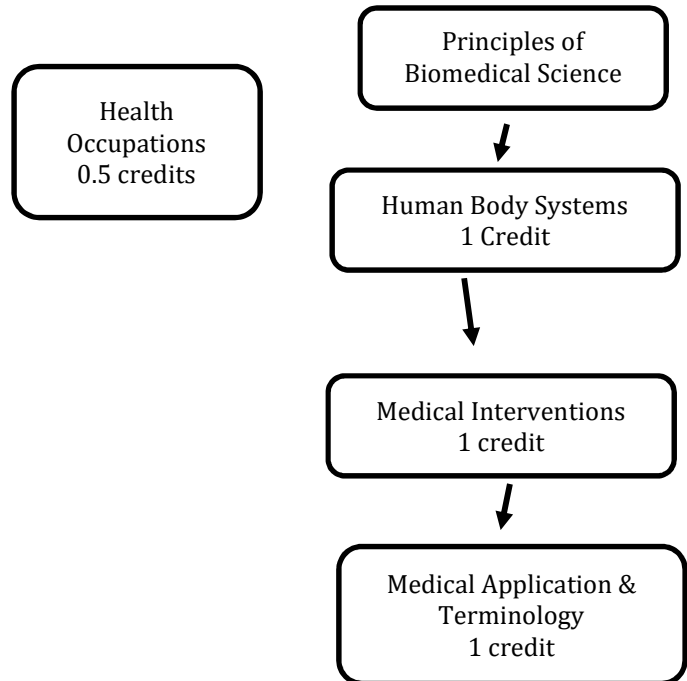 Principles of
Biomedical Science
Health
Occupations
0.5 credits
Human Body Systems
1 Credit
Medical Interventions
1 credit
Medical Application &
Terminology
1 credit